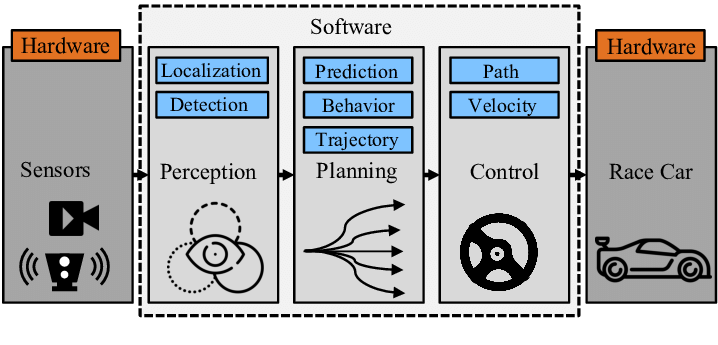 Software
Hardware
Sensors
Localization
Detection
Perception
Prediction
Behavior
Trajectory
Planning
Path
Velocity
Control
Hardware
Race Car